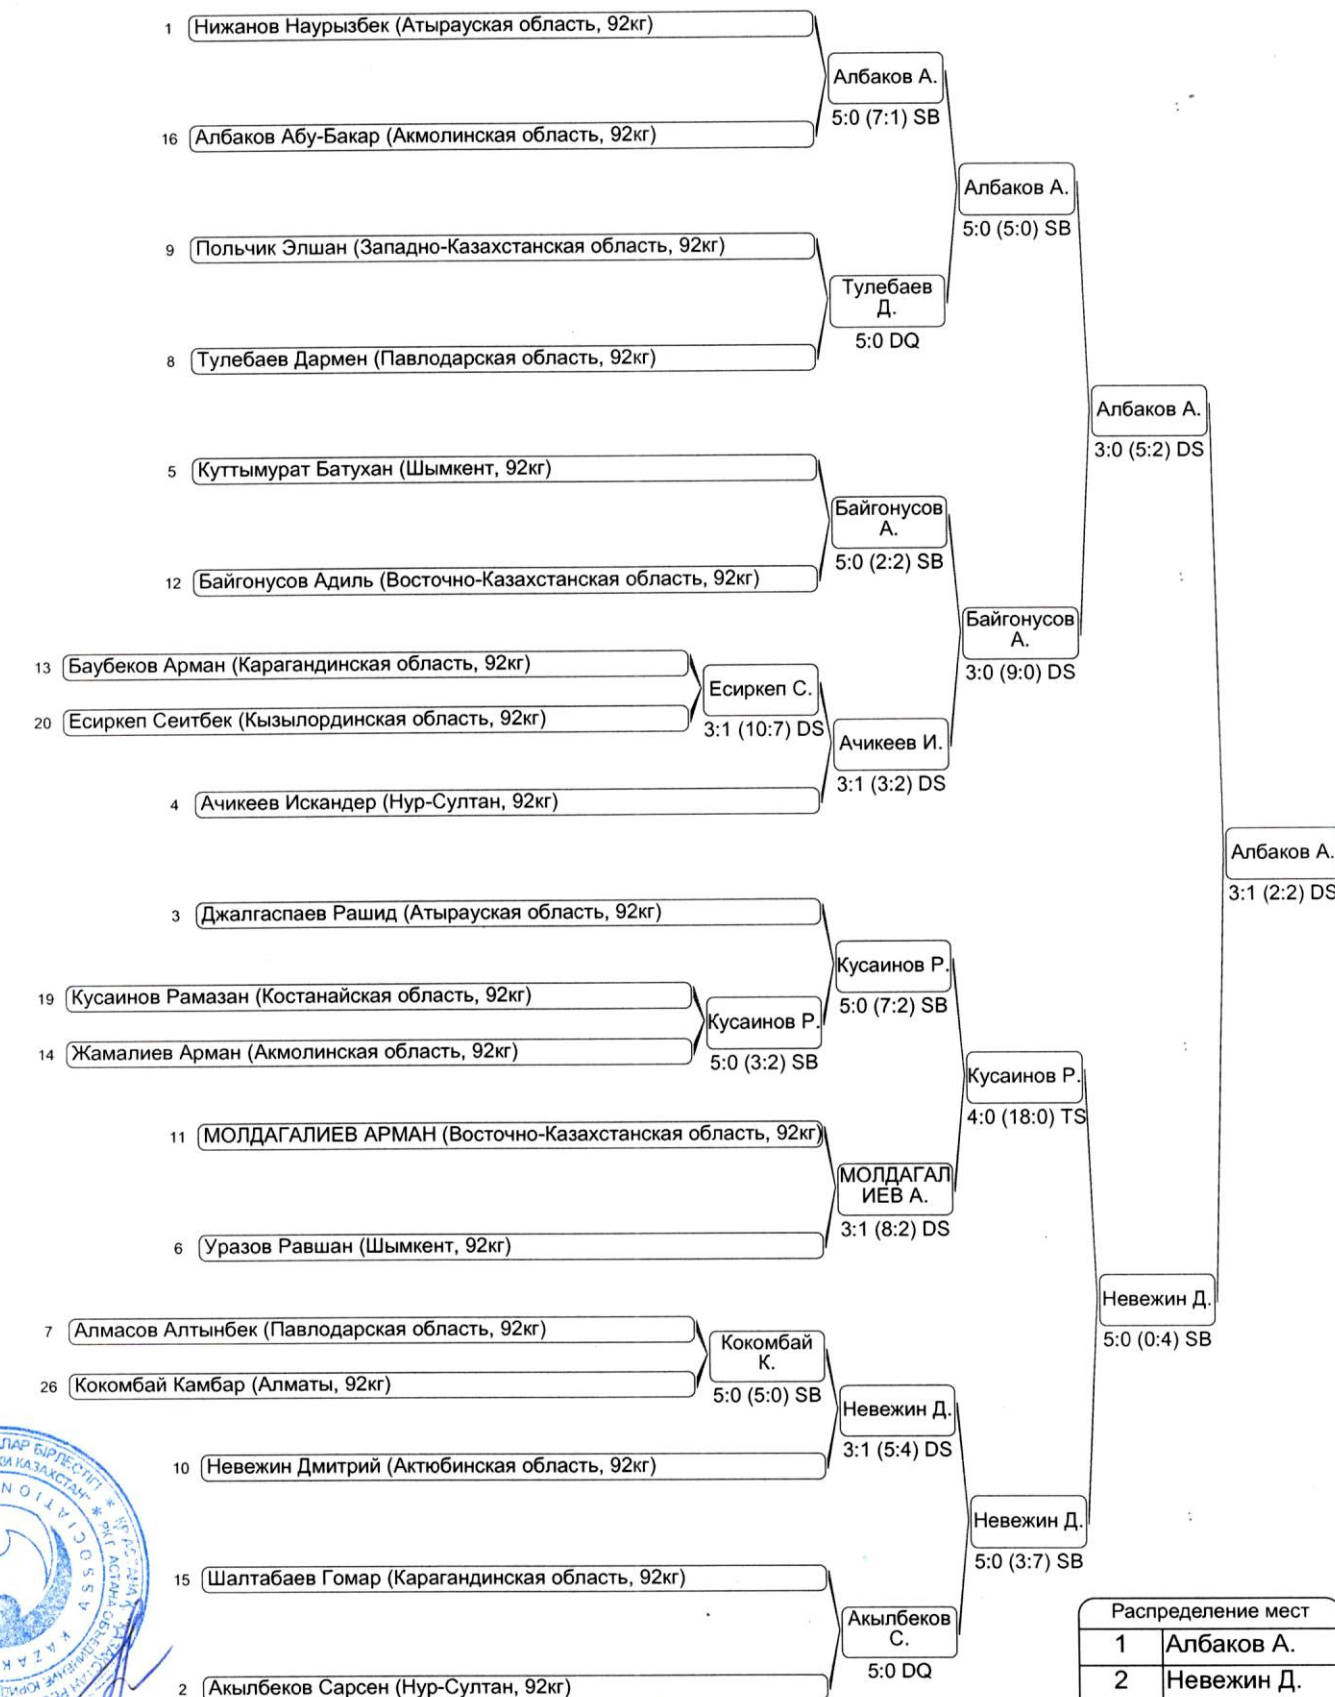 1 Нижанов Наурызбек (Атырауская область, 92кг)
Албаков А.
5:0 (7:1) SB
16 Албаков Абу-Бакар (Акмолинская область, 92кг)
Албаков А.
5:0 (5:0) SB
9 Польчик Элшан (Западно-Казахстанская область, 92кг)
Тулебаев
Д.
5:0 DQ
8 Тулебаев Дармен (Павлодарская область, 92кг)
Албаков А.
3:0 (5:2) DS
5 Куттымурат Батухан (Шымкент, 92кг)
Байгонусов
А.
5:0 (2:2) SB
12 Байгонусов Адиль (Восточно-Казахстанская область, 92кг)
Байгонусов
А.
3:0 (9:0) DS
13 Баубеков Арман (Карагандинская область, 92кг)
Есиркеп С.
3:1 (10:7) DS
20 Есиркеп Сеитбек (Кызылординская область, 92кг)
Ачикеев И.
3:1 (3:2) DS
4 Ачикеев Искандер (Нур-Султан, 92кг)
Албаков А.
3:1 (2:2) DS
3 Джалгаспаев Рашид (Атырауская область, 92кг)
Кусаинов Р.
5:0 (7:2) SB
19 Кусаинов Рамазан (Костанайская область, 92кг)
Кусаинов Р.
5:0 (3:2) SB
14 Жамалиев Арман (Акмолинская область, 92кг)
Кусаинов Р.
4:0 (18:0) TS
11 МОЛДАГАЛИЕВ АРМАН (Восточно-Казахстанская область, 92кг)
МОЛДАГАЛ
ИЕВ А.
3:1 (8:2) DS
6 Уразов Равшан (Шымкент, 92кг)
Невежин Д.
5:0 (0:4) SB
7 Алмасов Алтынбек (Павлодарская область, 92кг)
Кокомбай
К.
5:0 (5:0) SB
26 Кокомбай Камбар (Алматы, 92кг)
Невежин Д.
3:1 (5:4) DS
10 Невежин Дмитрий (Актюбинская область, 92кг)
Невежин Д.
5:0 (3:7) SB
15 Шалтабаев Гомар (Карагандинская область, 92кг)
Акылбеков
С.
5:0 DQ
2 Акылбеков Сарсен (Нур-Султан, 92кг)
Распределение мест
1 Албаков А.
2 Невежин Д.